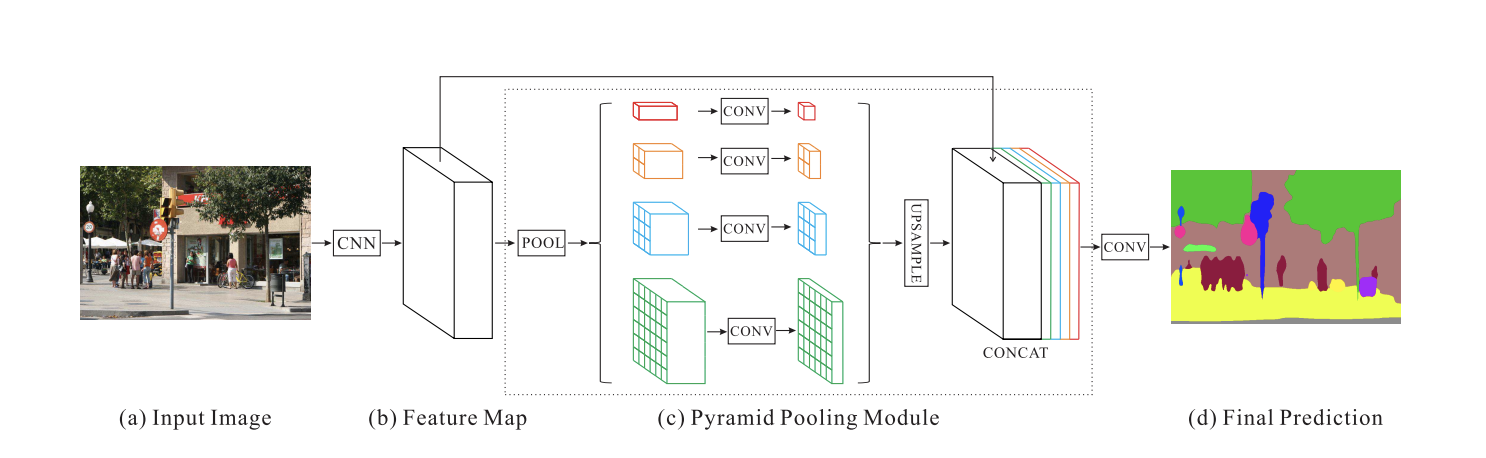 CNN
POOL
CONV
CONV
CONV
CONV
UPSAMPLE
CONCAT
CONV
(a) Input Image
(b) Feature Map
(c) Pyramid Pooling Module
(d) Final Prediction